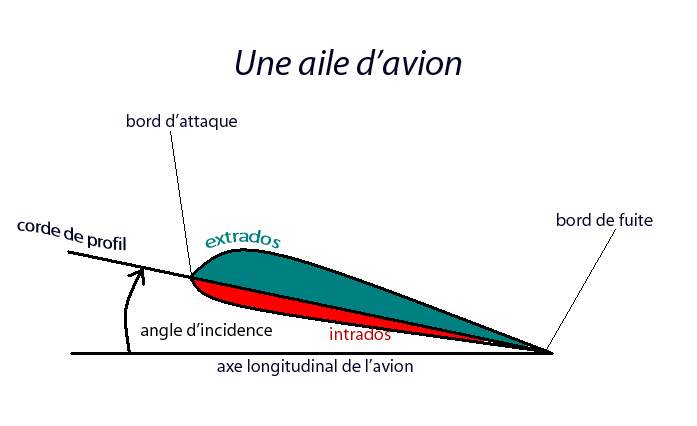 Une aile d'avion
bord d'attaque
bord de fuite
corde de profil
extrados
angle d'incidence
intrados
axe longitudinal de l'avion